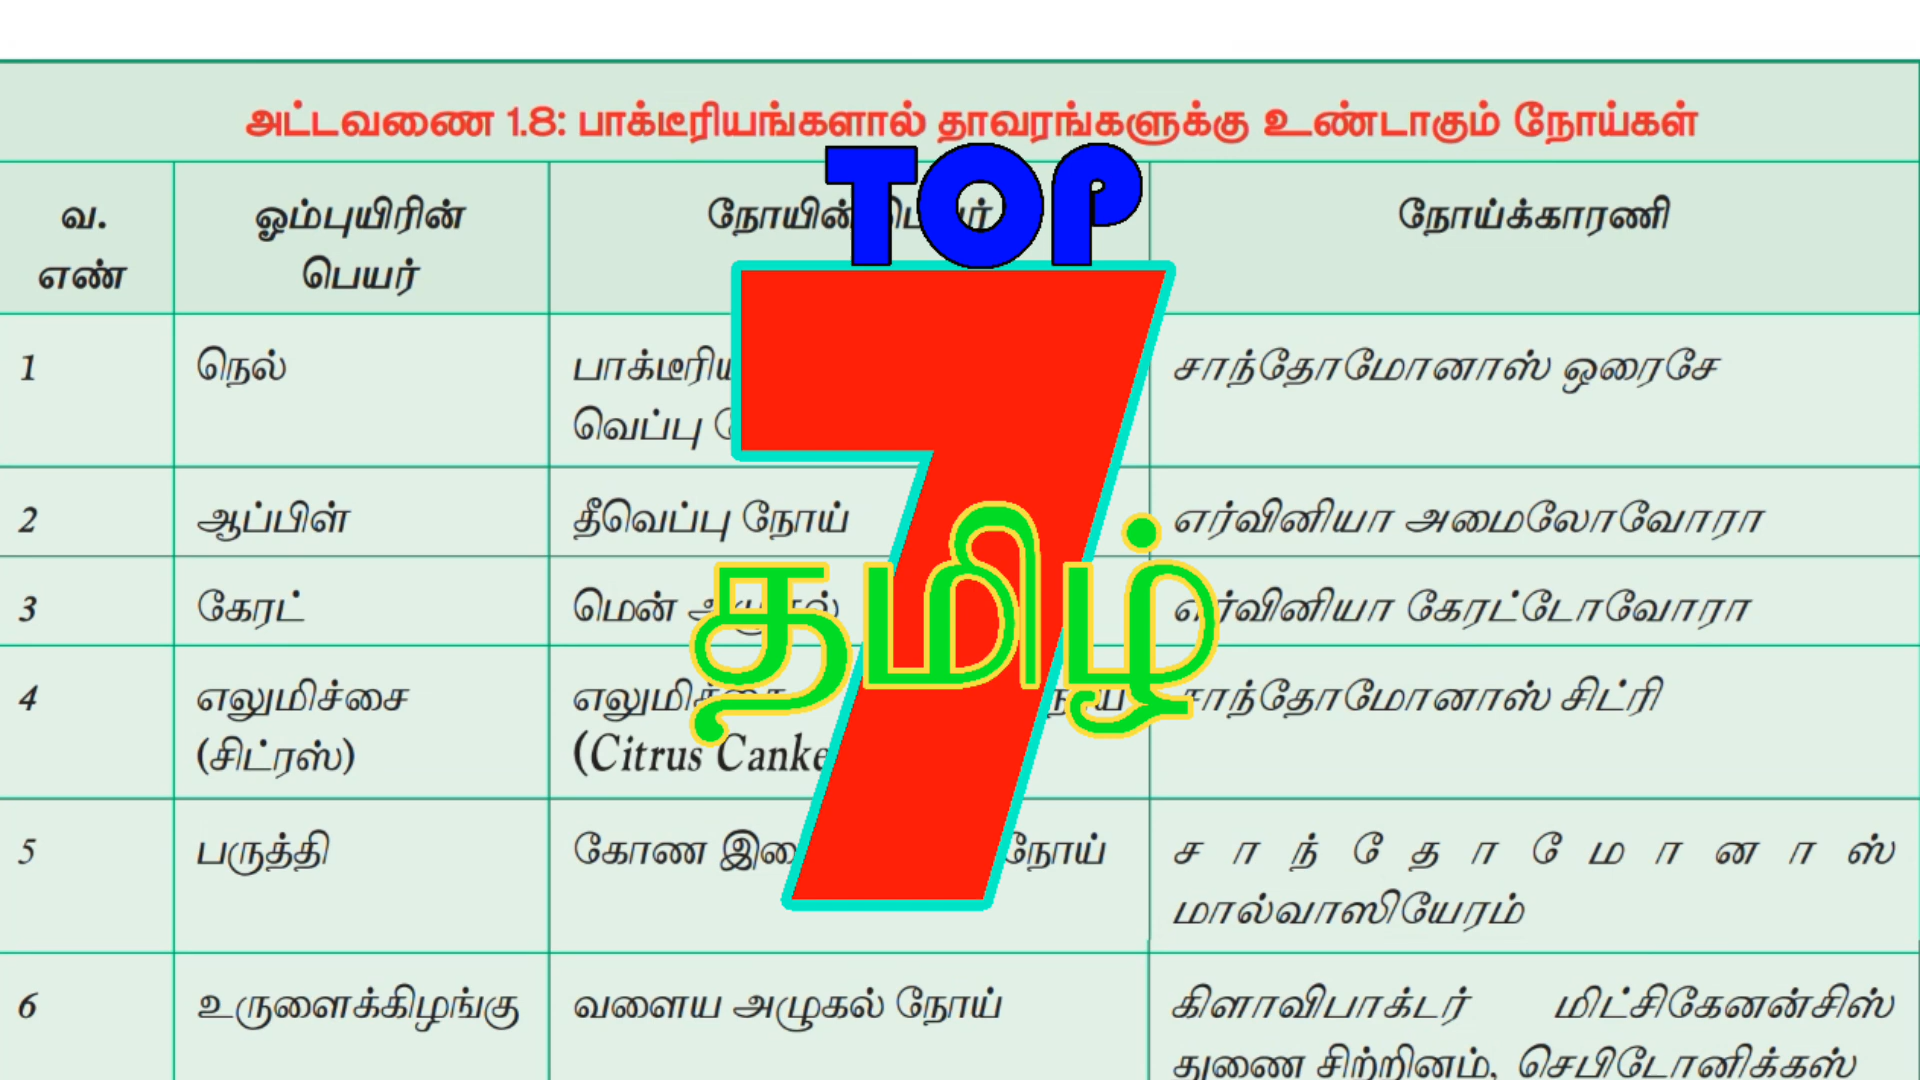 அட்டவணை 1.8: பாக்டீரியங்களால் தாவரங்களுக்கு உண்டாகும் நோய்கள்
TOP
7
தமிழ்
வ. எண்
ஓம்புயிரின் பெயர்
நோயின்
நோய்க்காரணி
1
நெல்
வெப்பு
சாந்தோமோனாஸ் ஒரைசே
2
ஆப்பிள்
தீவெப்பு நோய்
எர்வினியா அமைலோவோரா
3
கேரட்
மென்
எர்வினியா கேரட்டோவோரா
4
எலுமிச்சை
(சிட்ரஸ்)
(Citrus
சாந்தோமோனாஸ் சிட்ரி
5
பருத்தி
கோண நோய்
சாந்தோமோனாஸ்
மால்வாஸியேரம்
6
உருளைக்கிழங்கு
வளைய அழுகல் நோய்
கிளாவிபாக்டர் மிட்சிகேனன்சிஸ்
துணை சிற்றினம், செபிடோனிக்கஸ்